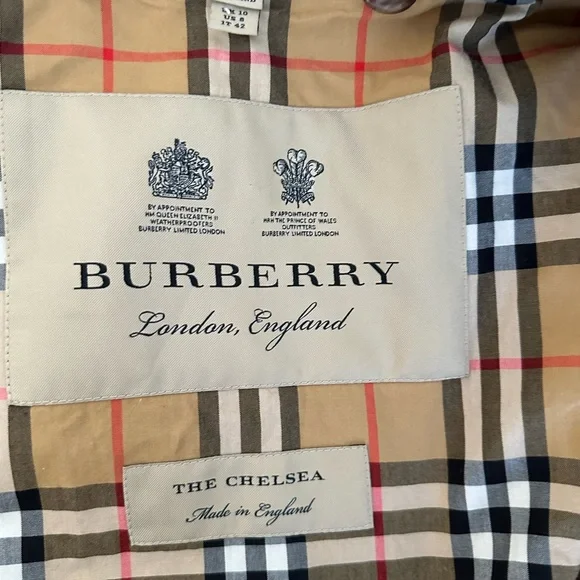 UK 10
US 8
IT 42
BY APPOINTMENT TO
HM QUEEN ELIZABETH II
WEATHERPROOFERS
BURBERRY LIMITED LONDON
BY APPOINTMENT TO
HRH THE PRINCE OF WALES
OUTFITTERS
BURBERRY LIMITED LONDON
BURBERRY
London, England
THE CHELSEA
Made in England